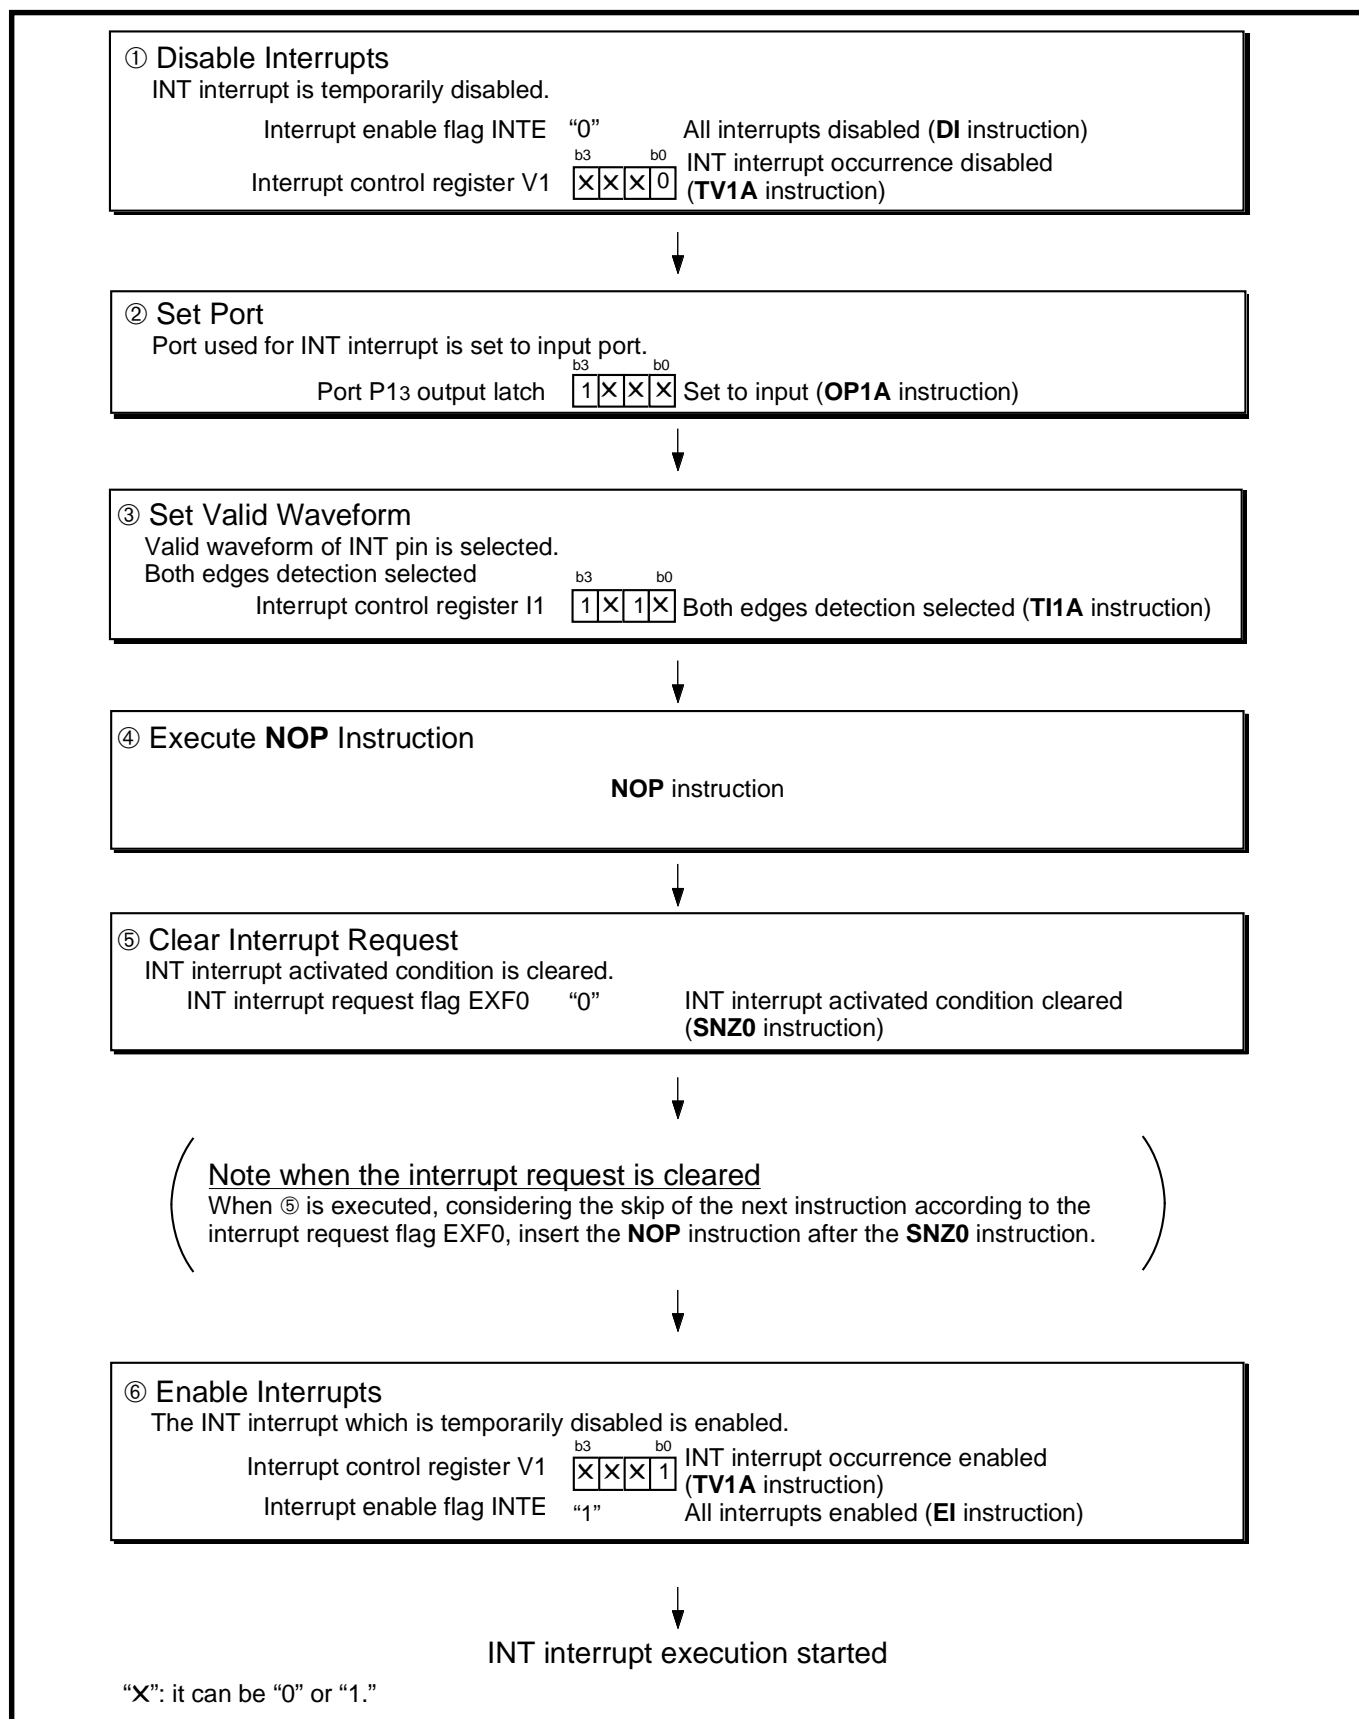 ① Disable Interrupts
INT interrupt is temporarily disabled.
Interrupt enable flag INTE “0” All interrupts disabled (DI instruction)
b3 b0 INT interrupt occurrence disabled
Interrupt control register V1 ✕ ✕ ✕ 0 (TV1A instruction)
② Set Port
Port used for INT interrupt is set to input port.
b3 b0
Port P13 output latch 1 ✕ ✕ ✕ Set to input (OP1A instruction)
③ Set Valid Waveform
Valid waveform of INT pin is selected.
Both edges detection selected b3 b0
Interrupt control register I1 1 ✕ 1 ✕ Both edges detection selected (TI1A instruction)
④ Execute NOP Instruction
NOP instruction
⑤ Clear Interrupt Request
INT interrupt activated condition is cleared.
INT interrupt request flag EXF0 “0” INT interrupt activated condition cleared
(SNZ0 instruction)
Note when the interrupt request is cleared
When ⑤ is executed, considering the skip of the next instruction according to the
interrupt request flag EXF0, insert the NOP instruction after the SNZ0 instruction.
⑥ Enable Interrupts
The INT interrupt which is temporarily disabled is enabled.
b3 b0 INT interrupt occurrence enabled
Interrupt control register V1 ✕ ✕ ✕ 1 (TV1A instruction)
Interrupt enable flag INTE “1” All interrupts enabled (EI instruction)
INT interrupt execution started
“✕”: it can be “0” or “1.”